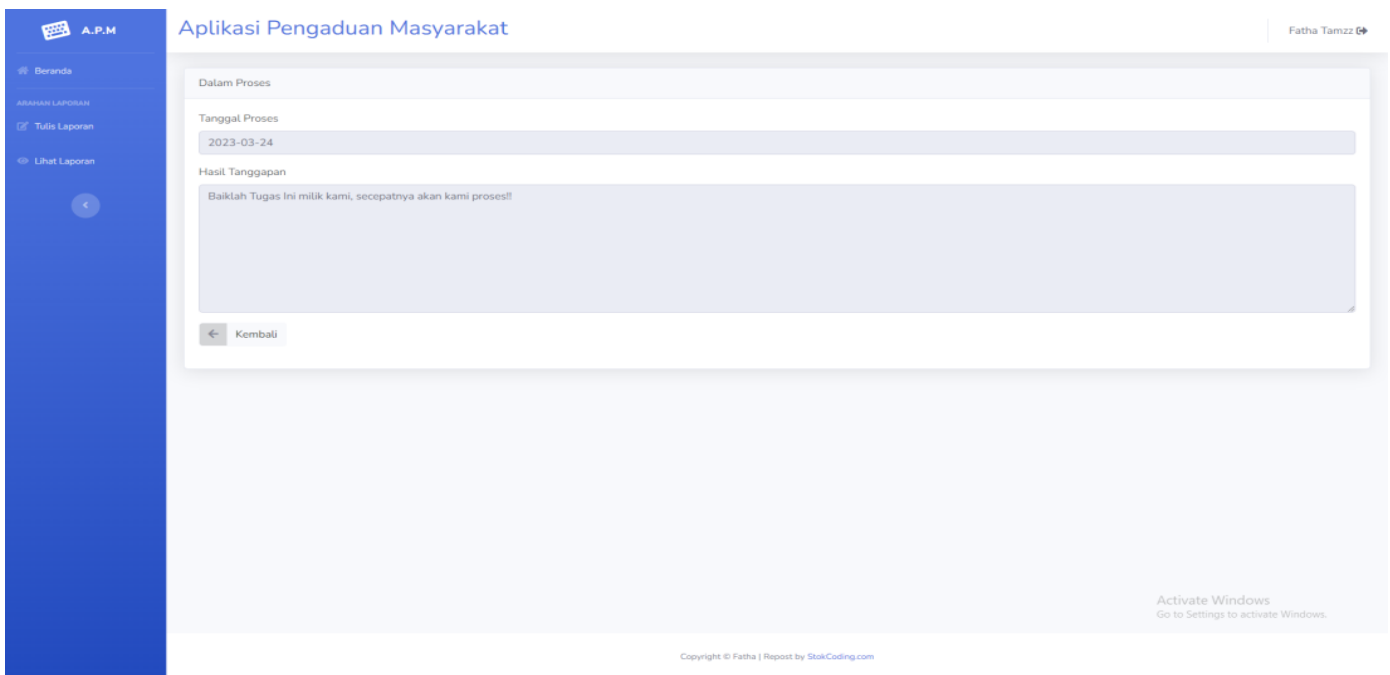 A.P.M
Aplikasi Pengaduan Masyarakat
Fatha Tamzz
Beranda
ARAHAN LAPORAN
Tulis Laporan
Lihat Laporan
Dalam Proses
Tanggal Proses
2023-03-24
Hasil Tanggapan
Baiklah Tugas Ini milik kami, secepatnya akan kami proses!!
Kembali
Activate Windows
Go to Settings to activate Windows.
Copyright © Fatha | Repost by StokCoding.com